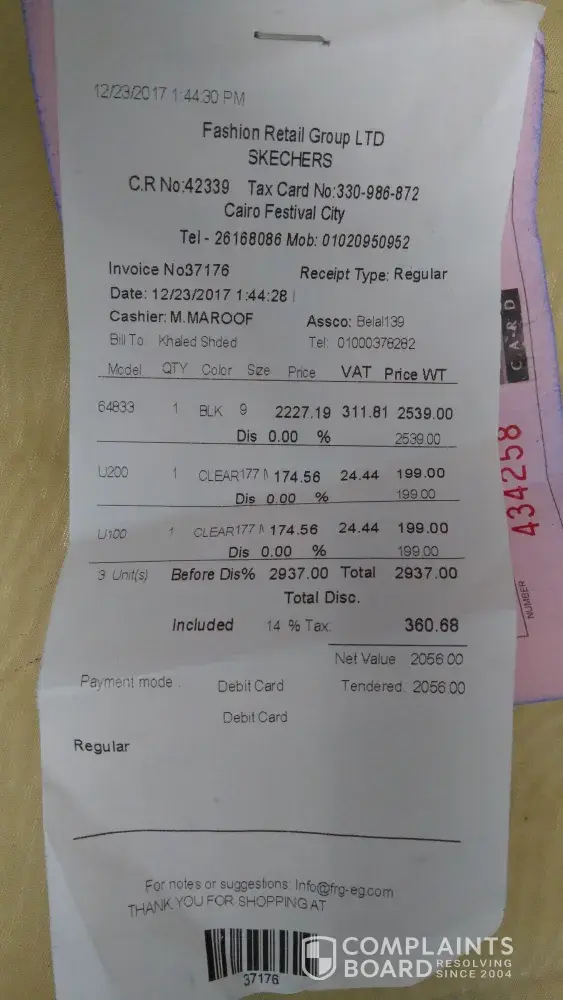 12/23/2017 1:44:30 PM
Fashion Retail Group LTD
SKECHERS
C.R No:42339 Tax Card No:330-986-872
Cairo Festival City
Tel - 26168086 Mob: 01020950952
Invoice No37176 Receipt Type: Regular
Date: 12/23/2017 1:44:28
Cashier: M.MAROOF Assco: Belal139
Bill To Khaled Shded Tel: 01000378282
Model QTY Color Size Price VAT Price WT
64833 1 BLK 9 2227.19 311.81 2539.00
Dis 0.00 % 2539.00
U200 1 CLEAR177 174.56 24.44 199.00
Dis 0.00 % 199.00
U100 1 CLEAR177 174.56 24.44 199.00
Dis 0.00 % 199.00
3 Unit(s) Before Dis% 2937.00 Total 2937.00
Total Disc.
Included 14 % Tax: 360.68
Net Value 2056.00
Payment mode . Debit Card Tendered: 2056.00
Debit Card
Regular
For notes or suggestions: Info@frg-eg.com
THANK YOU FOR SHOPPING AT
37176
CARD
434258
NUMBER
COMPLAINTS
BOARD RESOLVING
SINCE 2004